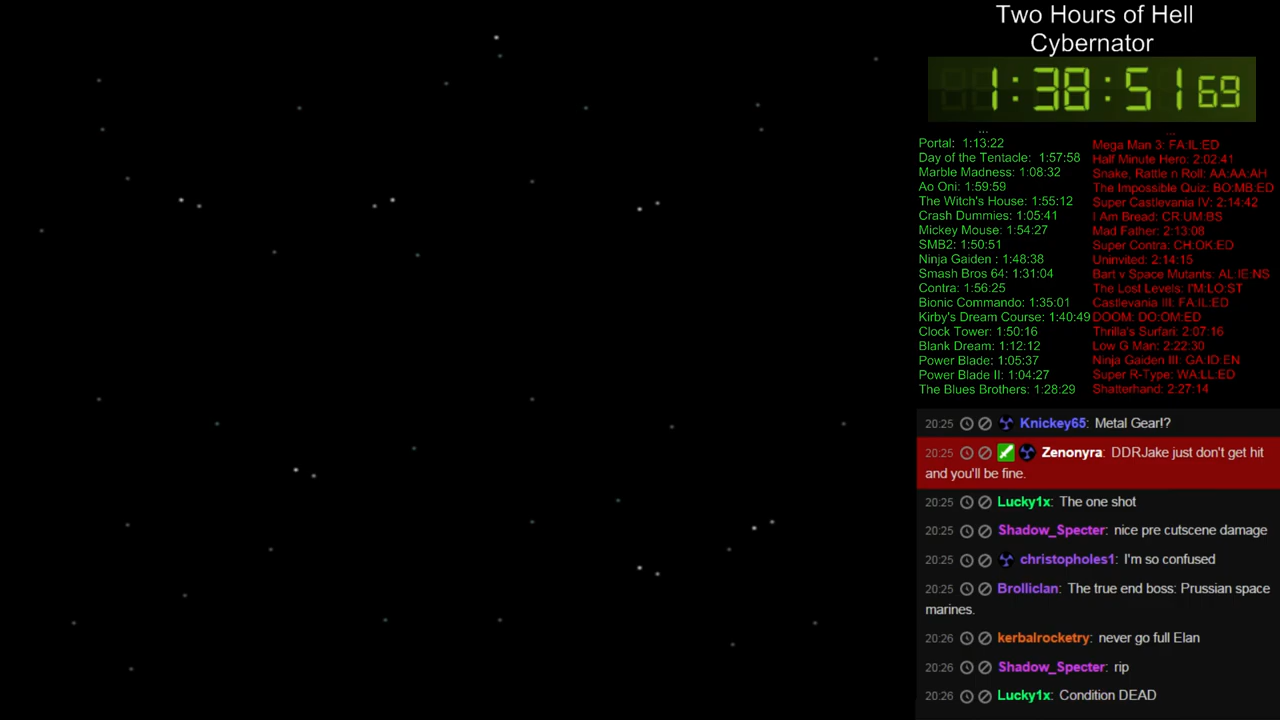 Two Hours of Hell
Cybernator
1:38:51 69
...
Portal: 1:13:22
Day of the Tentacle: 1:57:58
Marble Madness: 1:08:32
Ao Oni: 1:59:59
The Witch's House: 1:55:12
Crash Dummies: 1:05:41
Mickey Mouse: 1:54:27
SMB2: 1:50:51
Ninja Gaiden : 1:48:38
Smash Bros 64: 1:31:04
Contra: 1:56:25
Bionic Commando: 1:35:01
Kirby's Dream Course: 1:40:49
Clock Tower: 1:50:16
Blank Dream: 1:12:12
Power Blade: 1:05:37
Power Blade II: 1:04:27
The Blues Brothers: 1:28:29
...
Mega Man 3: FA:IL:ED
Half Minute Hero: 2:02:41
Snake, Rattle n Roll: AA:AA:AH
The Impossible Quiz: BO:MB:ED
Super Castlevania IV: 2:14:42
I Am Bread: CR:UM:BS
Mad Father: 2:13:08
Super Contra: CH:OK:ED
Uninvited: 2:14:15
Bart v Space Mutants: AL:IE:NS
The Lost Levels: I'M:LO:ST
Castlevania III: FA:IL:ED
DOOM: DO:OM:ED
Thrilla's Surfari: 2:07:16
Low G Man: 2:22:30
Ninja Gaiden III: GA:ID:EN
Super R-Type: WA:LL:ED
Shatterhand: 2:27:14
20:25 Knickey65: Metal Gear!?
20:25 Zenonyra: DDRJake just don't get hit
and you'll be fine.
20:25 Lucky1x: The one shot
20:25 Shadow_Specter: nice pre cutscene damage
20:25 christopholes1: I'm so confused
20:25 Brolliclan: The true end boss: Prussian space
marines.
20:26 kerbalrocketry: never go full Elan
20:26 Shadow_Specter: rip
20:26 Lucky1x: Condition DEAD